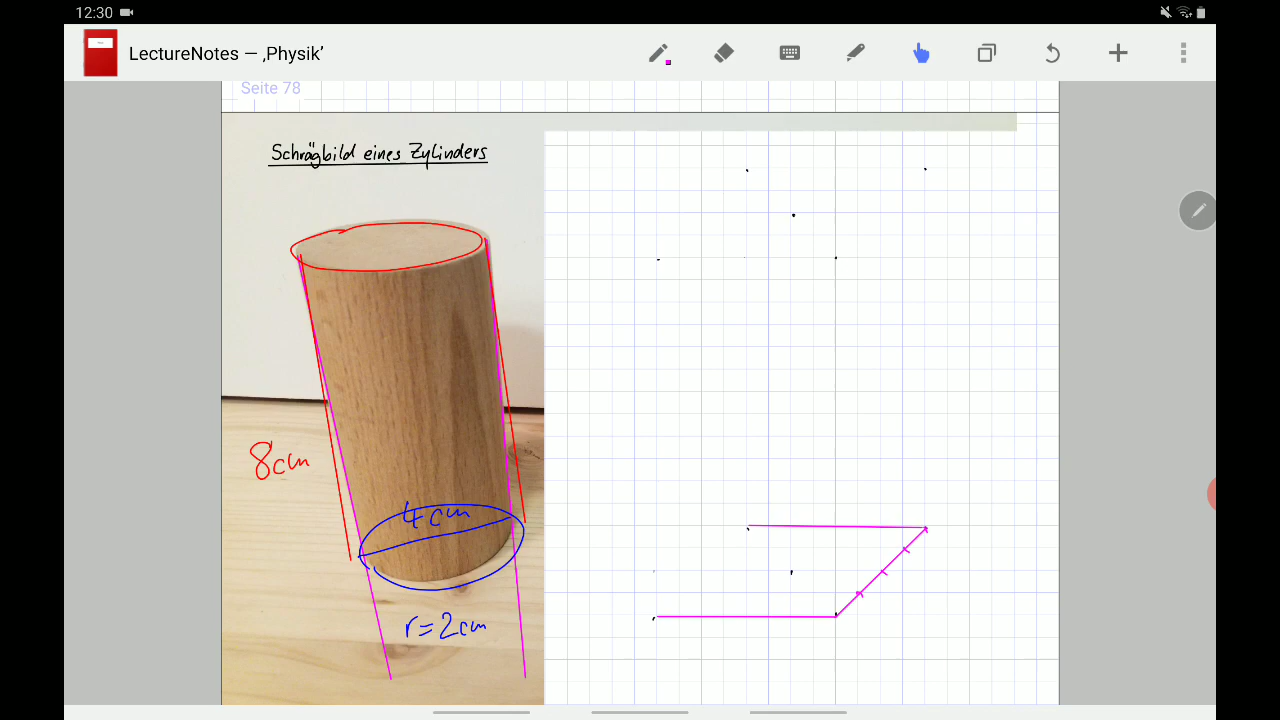 12:30
LectureNotes — ‚Physik‘
Seite 78
Schrägbild eines Zylinders
8cm
4cm
r=2cm